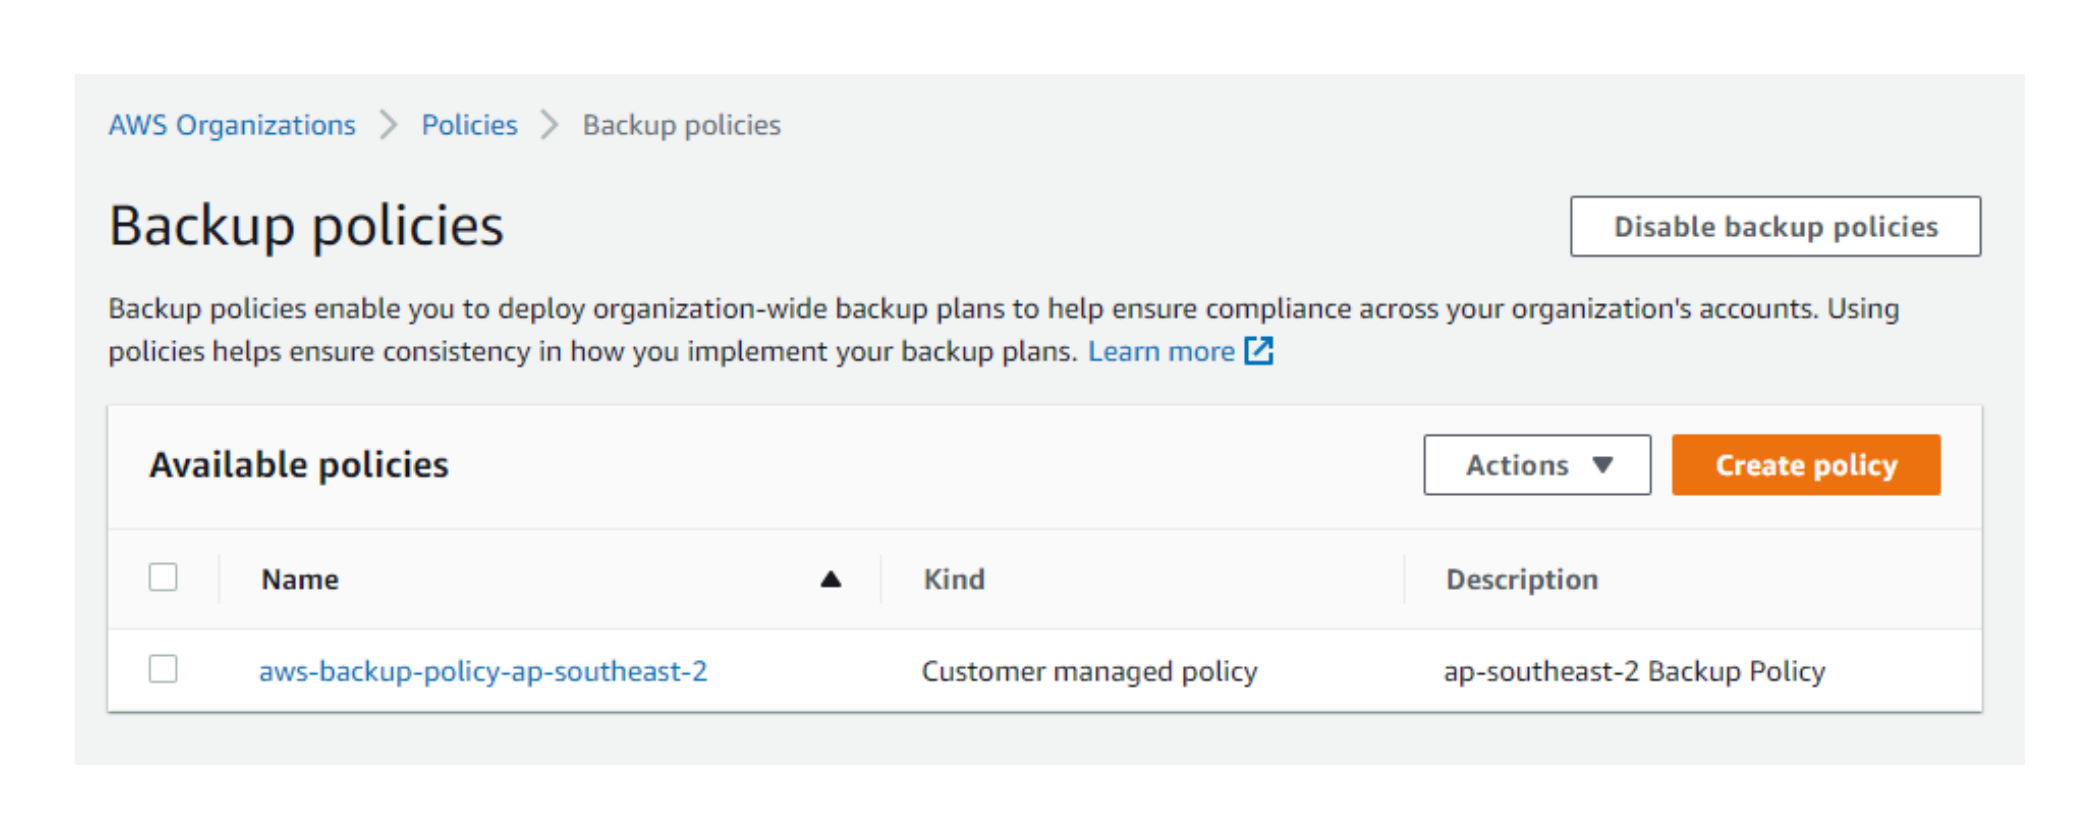 AWS Organizations > Policies > Backup policies
Backup policies
Disable backup policies
Backup policies enable you to deploy organization-wide backup plans to help ensure compliance across your organization's accounts. Using
policies helps ensure consistency in how you implement your backup plans. Learn more
Available policies
Actions
Create policy
Name Kind Description
aws-backup-policy-ap-southeast-2 Customer managed policy ap-southeast-2 Backup Policy